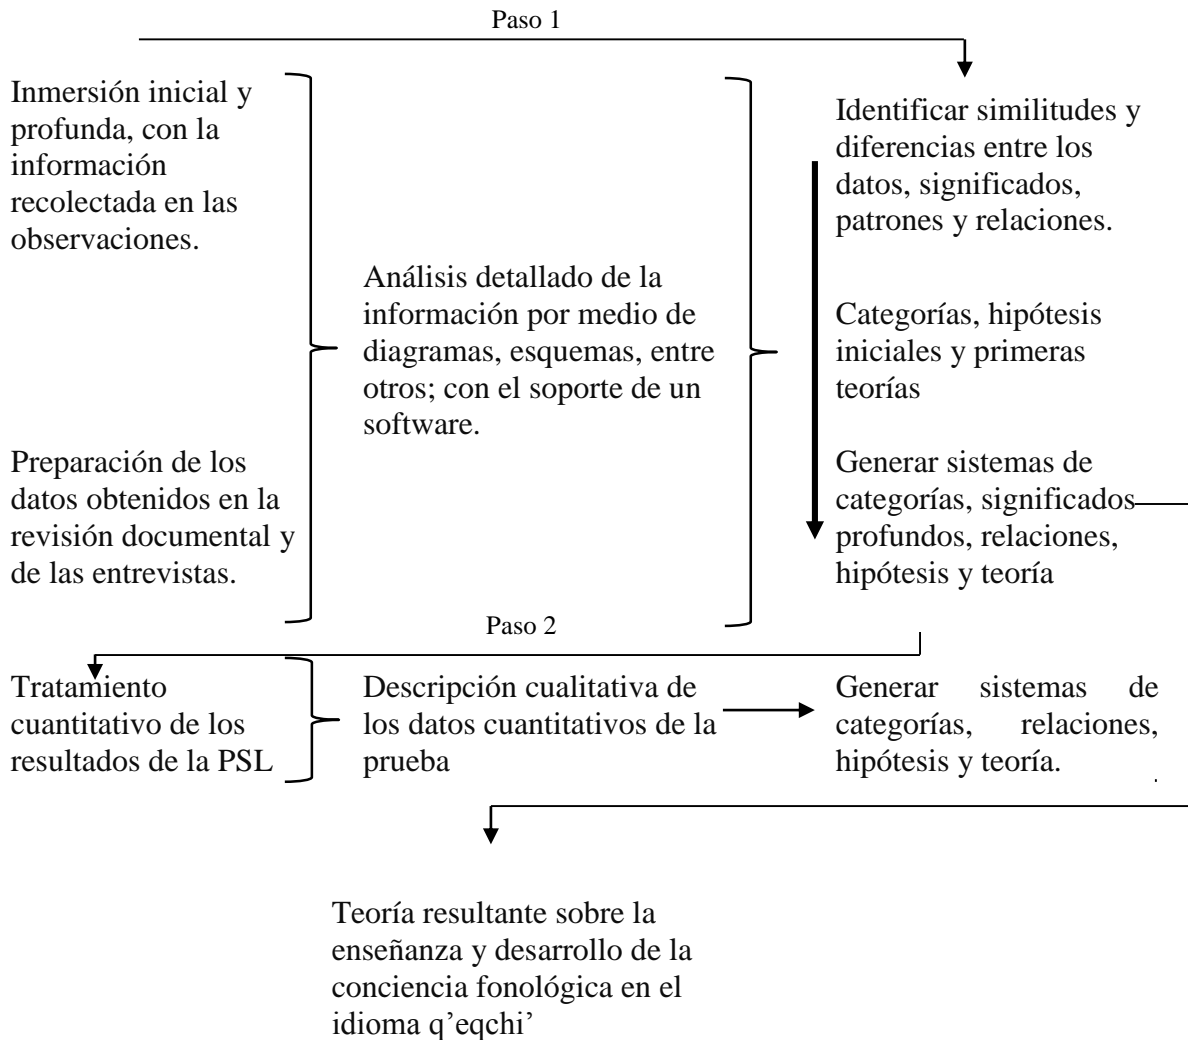 Paso 1
Inmersión inicial y
profunda, con la
información
recolectada en las
observaciones.
Preparación de los
datos obtenidos en la
revisión documental y
de las entrevistas.
Análisis detallado de la
información por medio de
diagramas, esquemas, entre
otros; con el soporte de un
software.
Identificar similitudes y
diferencias entre los
datos, significados,
patrones y relaciones.
Categorías, hipótesis
iniciales y primeras
teorías
Generar sistemas de
categorías, significados
profundos, relaciones,
hipótesis y teoría
Paso 2
Tratamiento
cuantitativo de los
resultados de la PSL
Descripción cualitativa de
los datos cuantitativos de la
prueba
Generar sistemas de
categorías, relaciones,
hipótesis y teoría.
.
Teoría resultante sobre la
enseñanza y desarrollo de la
conciencia fonológica en el
idioma q’eqchi’